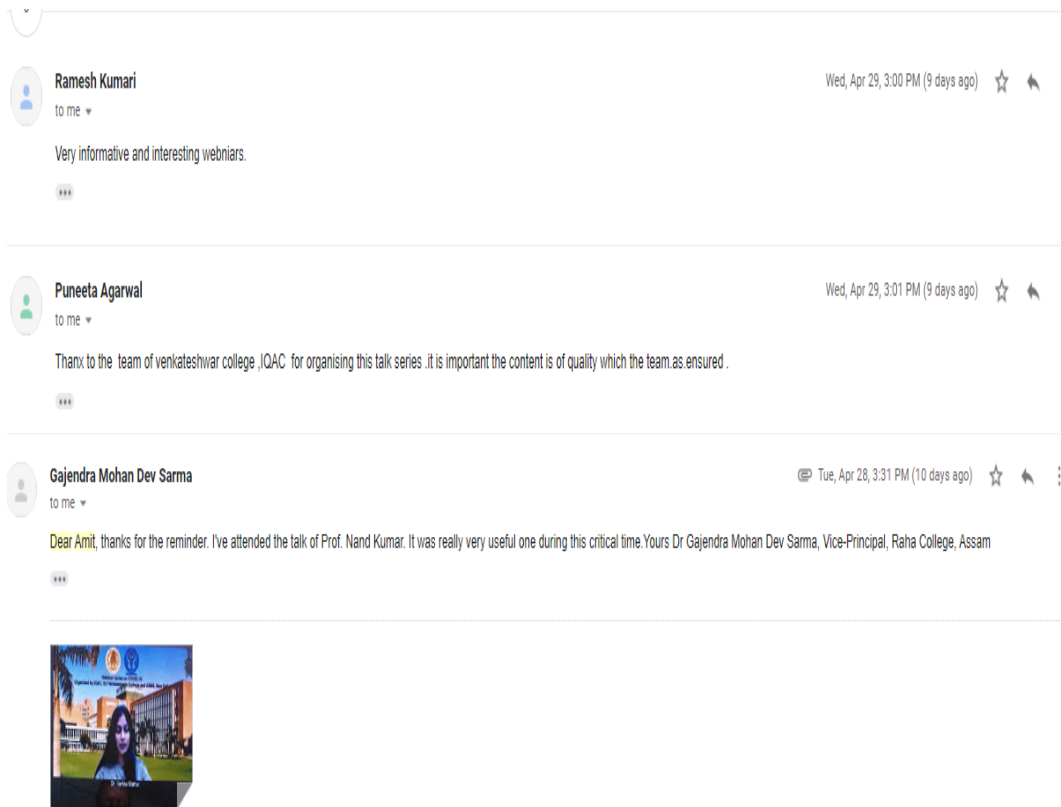 Ramesh Kumari
Wed, Apr 29, 3:00 PM (9 days ago)
to me
Very informative and interesting webniars.
Puneeta Agarwal
Wed, Apr 29, 3:01 PM (9 days ago)
to me
Thanx to the team of venkateshwar college ,IQAC for organising this talk series .it is important the content is of quality which the team.as.ensured .
Gajendra Mohan Dev Sarma
Tue, Apr 28, 3:31 PM (10 days ago)
to me
Dear Amit, thanks for the reminder. I've attended the talk of Prof. Nand Kumar. It was really very useful one during this critical time.Yours Dr Gajendra Mohan Dev Sarma, Vice-Principal, Raha College, Assam